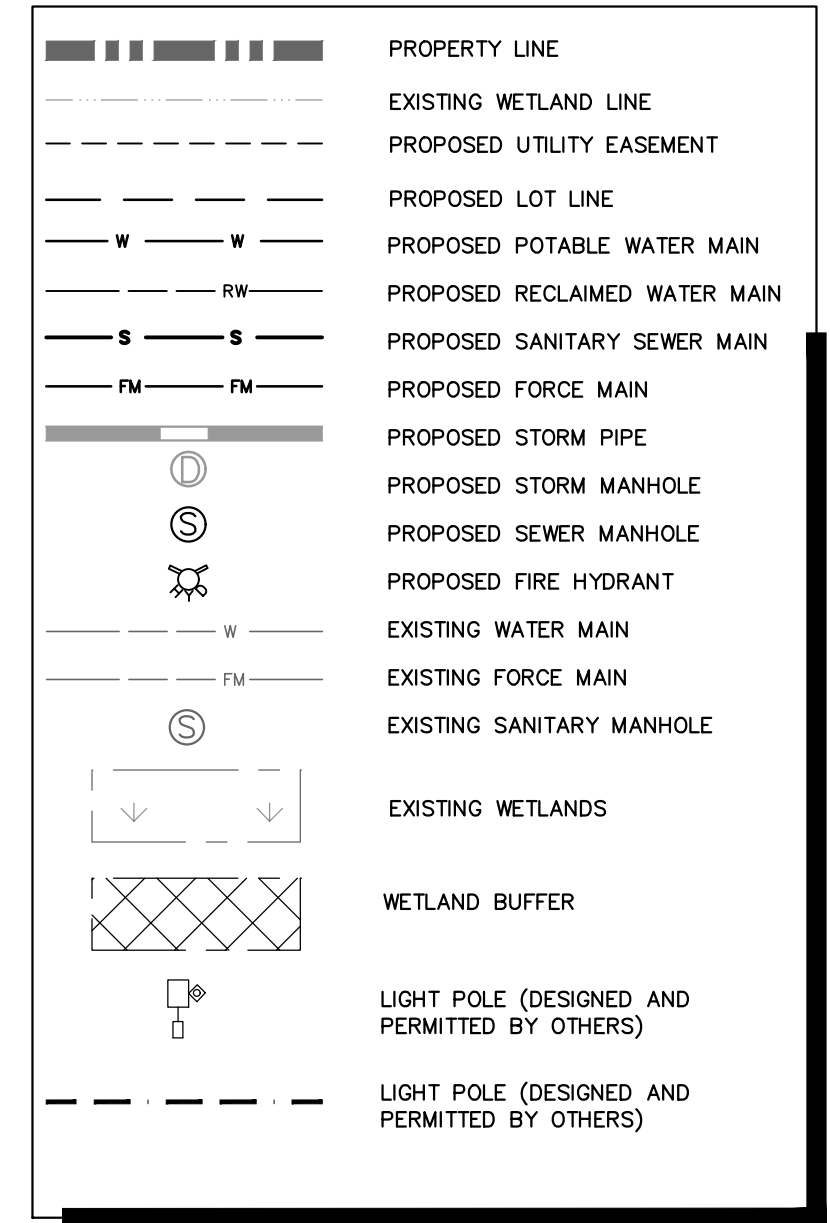 PROPERTY LINE
EXISTING WETLAND LINE
PROPOSED UTILITY EASEMENT
PROPOSED LOT LINE
W W PROPOSED POTABLE WATER MAIN
RW PROPOSED RECLAIMED WATER MAIN
S S PROPOSED SANITARY SEWER MAIN
FM FM PROPOSED FORCE MAIN
PROPOSED STORM PIPE
D PROPOSED STORM MANHOLE
S PROPOSED SEWER MANHOLE
PROPOSED FIRE HYDRANT
W EXISTING WATER MAIN
FM EXISTING FORCE MAIN
S EXISTING SANITARY MANHOLE
EXISTING WETLANDS
WETLAND BUFFER
LIGHT POLE (DESIGNED AND
PERMITTED BY OTHERS)
LIGHT POLE (DESIGNED AND
PERMITTED BY OTHERS)